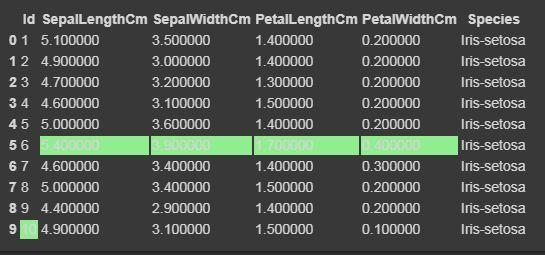 Id SepalLengthCm SepalWidthCm PetalLengthCm PetalWidthCm Species
0 1 5.100000 3.500000 1.400000 0.200000 Iris-setosa
1 2 4.900000 3.000000 1.400000 0.200000 Iris-setosa
2 3 4.700000 3.200000 1.300000 0.200000 Iris-setosa
3 4 4.600000 3.100000 1.500000 0.200000 Iris-setosa
4 5 5.000000 3.600000 1.400000 0.200000 Iris-setosa
5 6 5.400000 3.900000 1.700000 0.400000 Iris-setosa
6 7 4.600000 3.400000 1.400000 0.300000 Iris-setosa
7 8 5.000000 3.400000 1.500000 0.200000 Iris-setosa
8 9 4.400000 2.900000 1.400000 0.200000 Iris-setosa
9 10 4.900000 3.100000 1.500000 0.100000 Iris-setosa